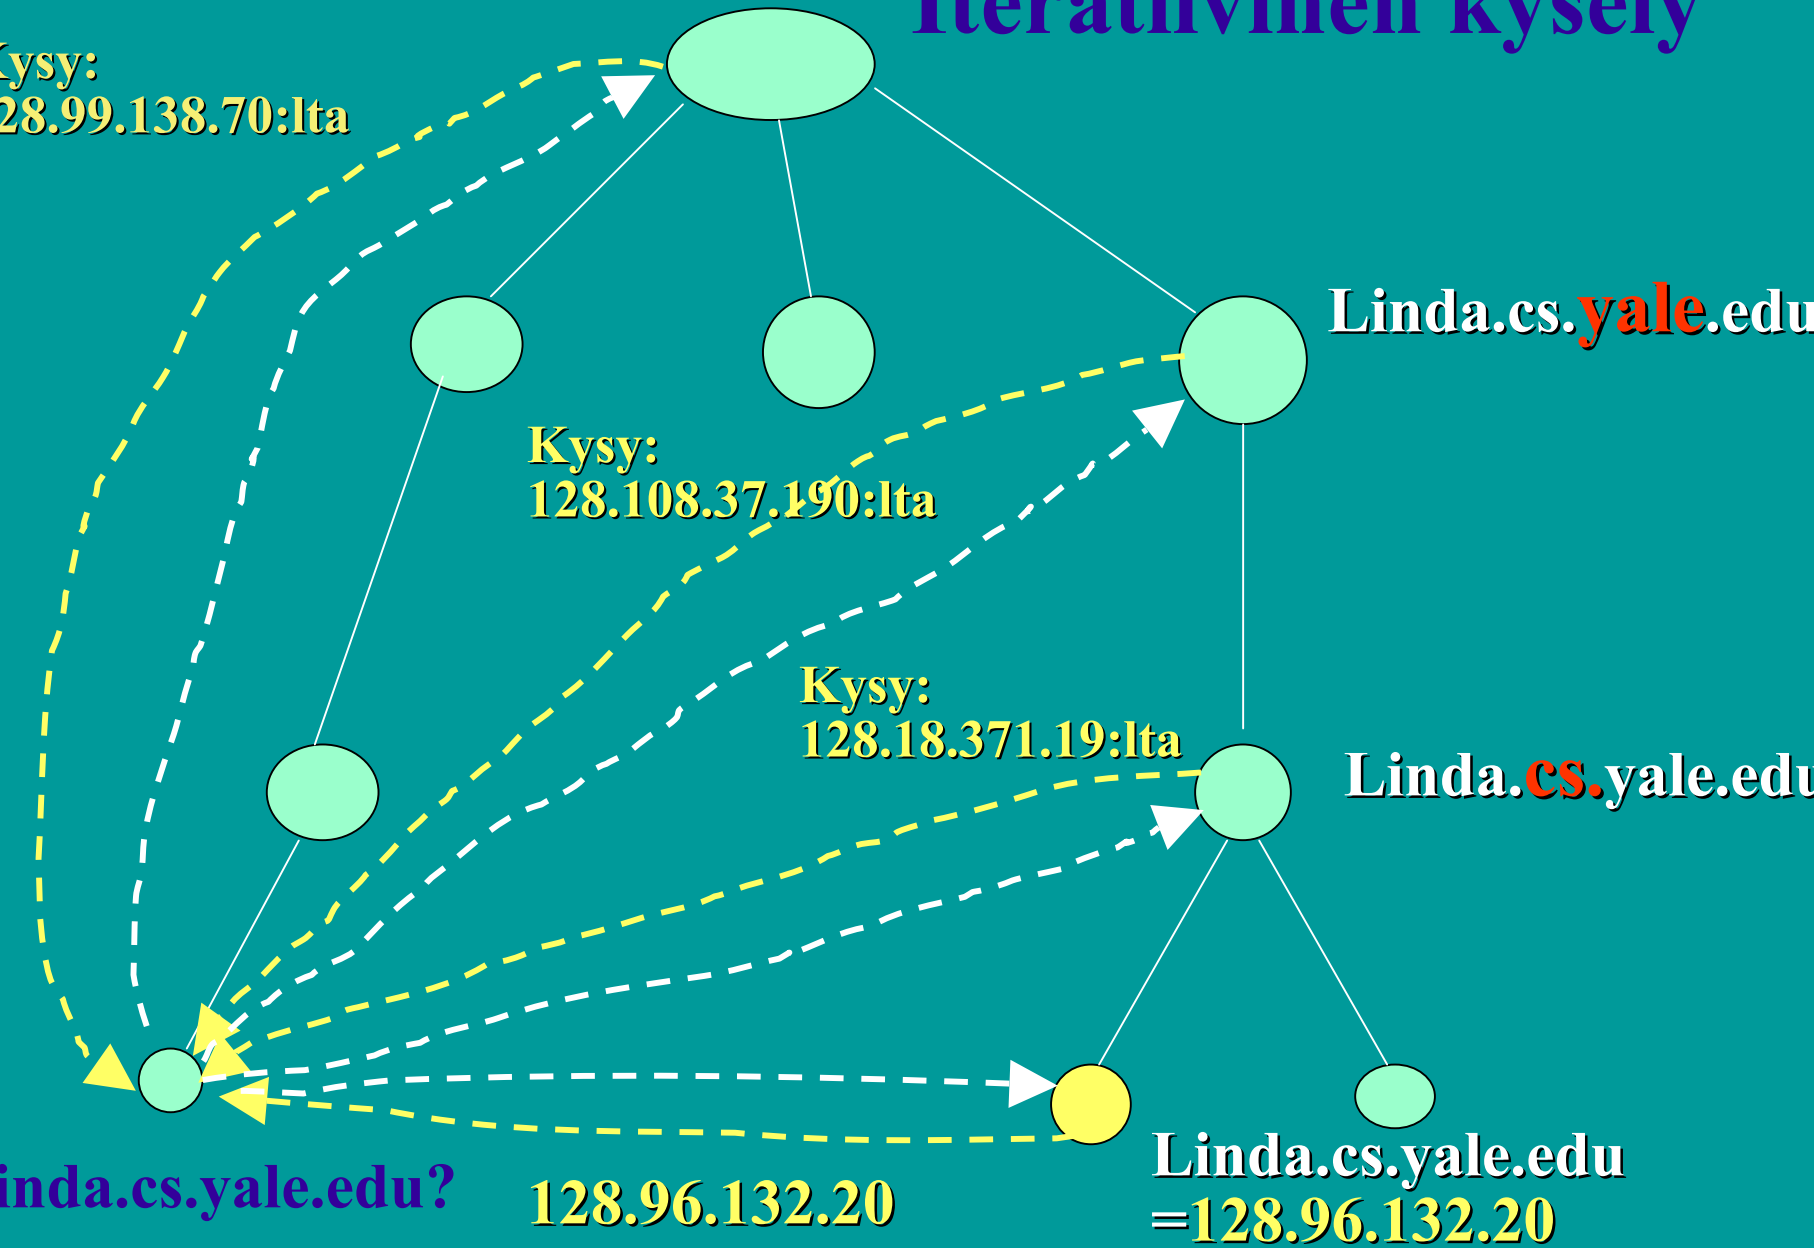 Iteratiivinen kysely
Kysy:
128.99.138.70:lta
Linda.cs.yale.edu
Kysy:
128.108.37.190:lta
Kysy:
128.18.371.19:lta
Linda.cs.yale.edu
Linda.cs.yale.edu?
128.96.132.20
Linda.cs.yale.edu
=128.96.132.20